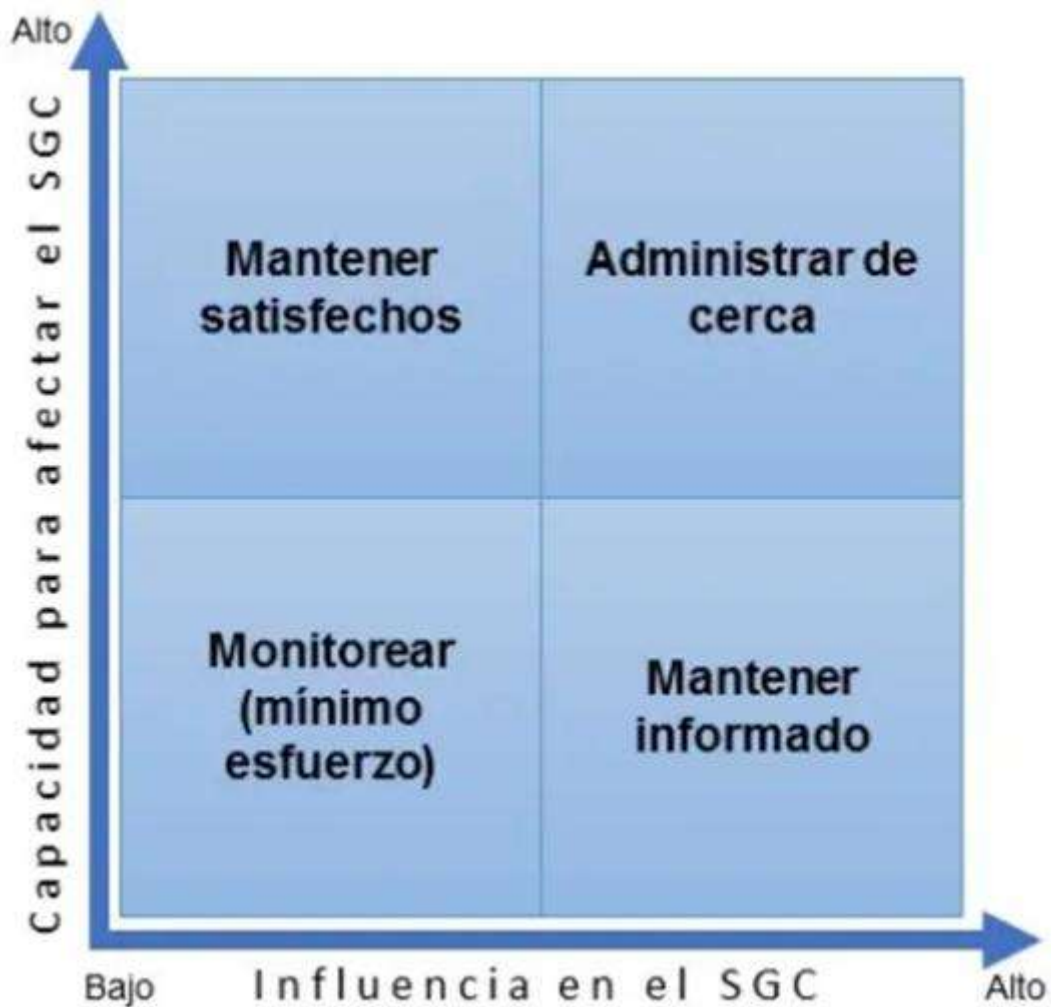 Alto
Capacidad para afectar el SGC
Mantener
satisfechos
Administrar de
cerca
Monitorear
(mínimo
esfuerzo)
Mantener
informado
Bajo
Influencia en el SGC
Alto